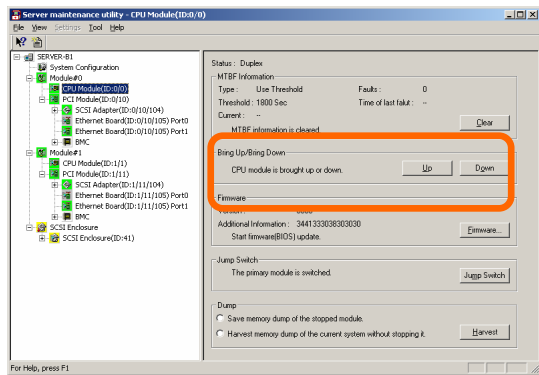 Server maintenance utility - CPU Module(ID:0/0)
File View Settings Tool Help
SERVER-B1
System Configuration
Module#0
CPU Module(ID:0/0)
PCI Module(ID:0/10)
SCSI Adapter(ID:0/10/104)
Ethernet Board(ID:0/10/105) Port0
Ethernet Board(ID:0/10/105) Port1
BMC
Module#1
CPU Module(ID:1/1)
PCI Module(ID:1/11)
SCSI Adapter(ID:1/11/104)
Ethernet Board(ID:1/11/105) Port0
Ethernet Board(ID:1/11/105) Port1
BMC
SCSI Enclosure
SCSI Enclosure(ID:41)
Status : Duplex
MTBF Information
Type : Use Threshold Faults : 0
Threshold : 1800 Sec Time of last falut : --
Current : --
MTBF information is cleared.
Clear
Bring Up/Bring Down
CPU module is brought up or down.
Up
Down
Firmware
Version :
Additional Information : 3441333038303030
Start firmware(BIOS) update.
Firmware...
Jump Switch
The primary module is switched.
Jump Switch
Dump
Save memory dump of the stopped module.
Harvest memory dump of the current system without stopping it.
Harvest
For Help, press F1